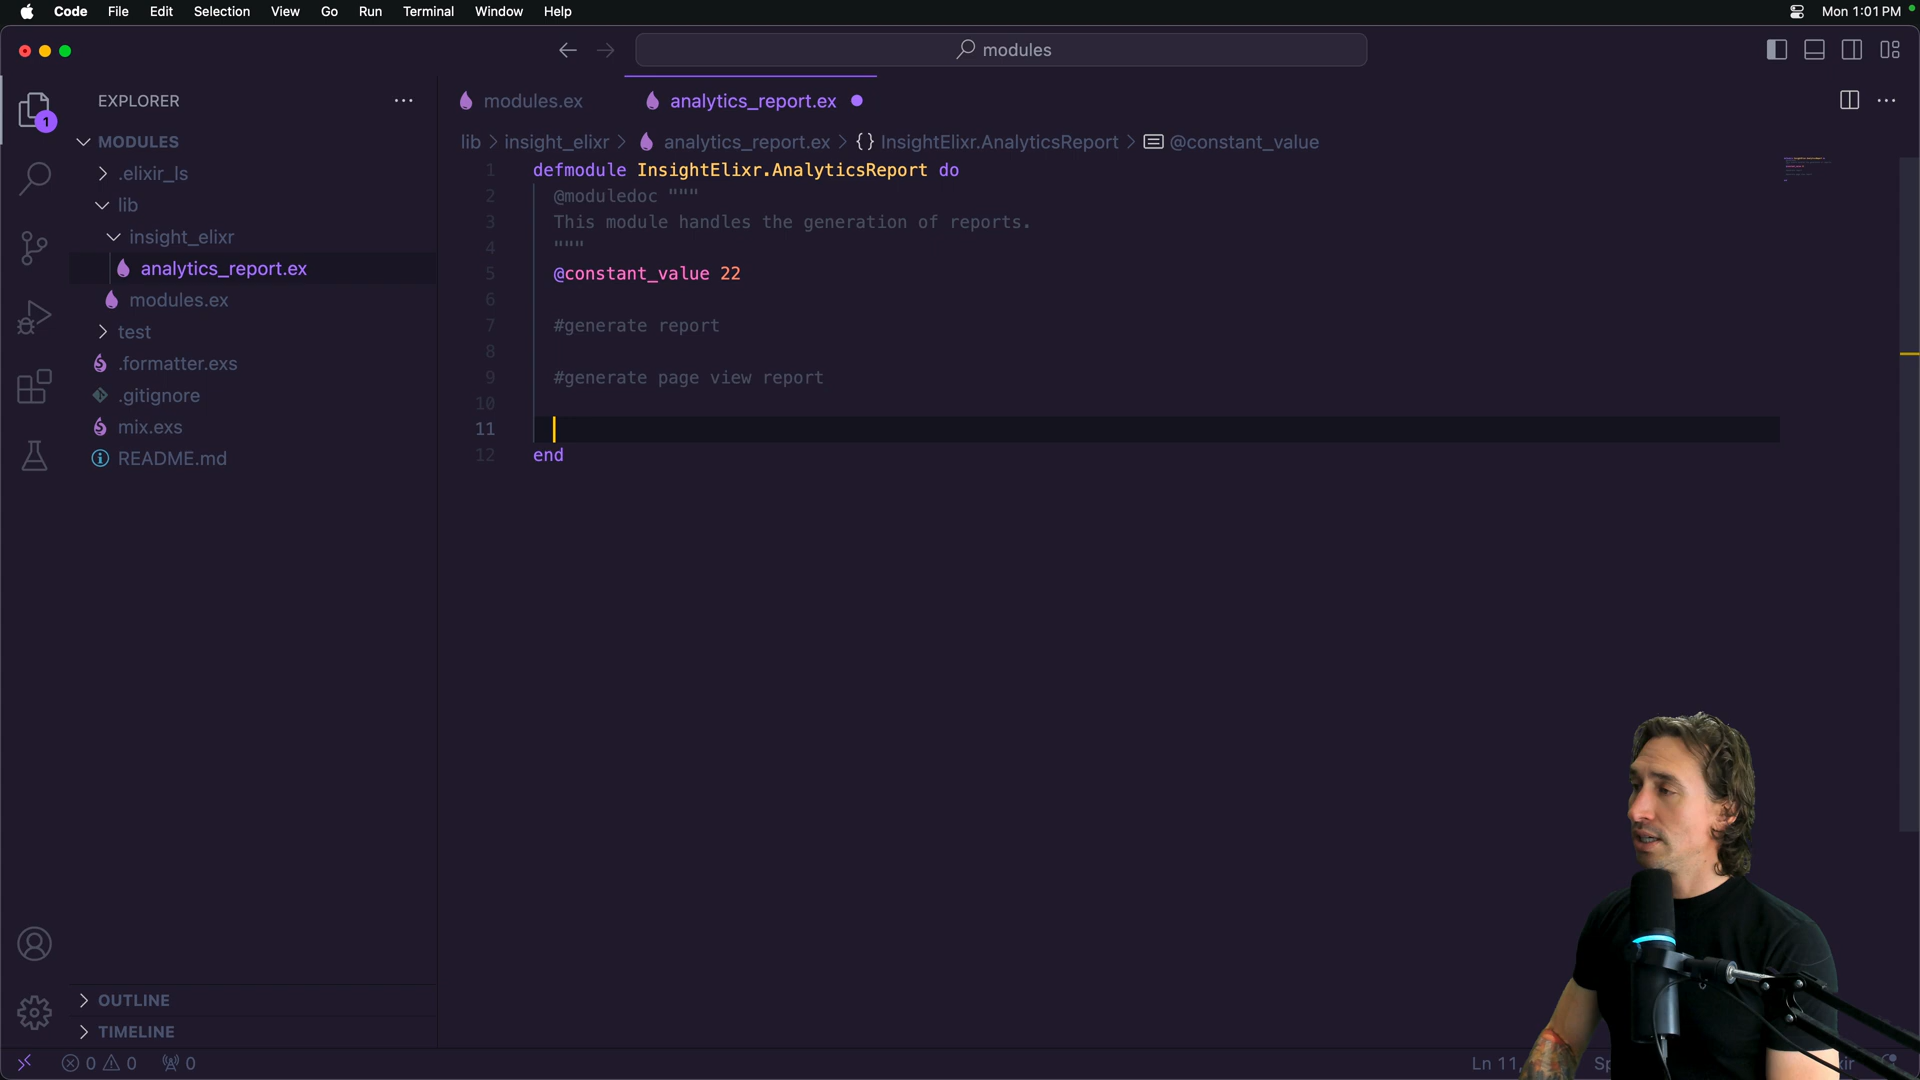 Code File Edit Selection View Go Run Terminal Window Help Mon 1:01 PM
modules
EXPLORER
modules.ex analytics_report.ex
1
MODULES
lib insight_elixr analytics_report.ex {} InsightElixr.AnalyticsReport @constant_value
.elixir_ls
lib
insight_elixr
analytics_report.ex
modules.ex
test
.formatter.exs
.gitignore
mix.exs
README.md
1 defmodule InsightElixr.AnalyticsReport do
2 @moduledoc """
3 This module handles the generation of reports.
4 """
5 @constant_value 22
6
7 #generate report
8
9 #generate page view report
10
11
12 end
OUTLINE
TIMELINE
0 0 0 Ln 11,